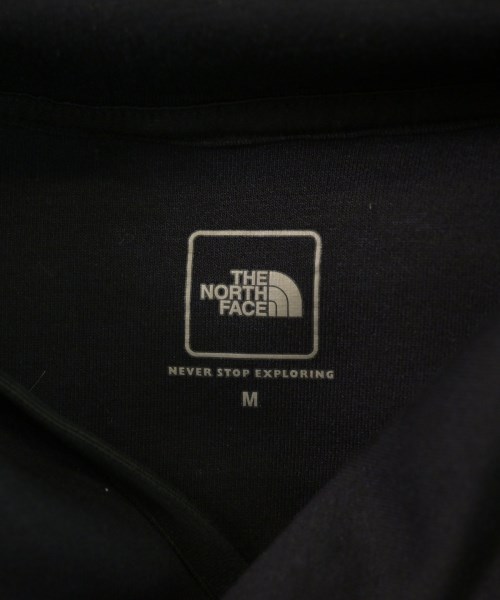 THE
NORTH
FACE
NEVER STOP EXPLORING
M